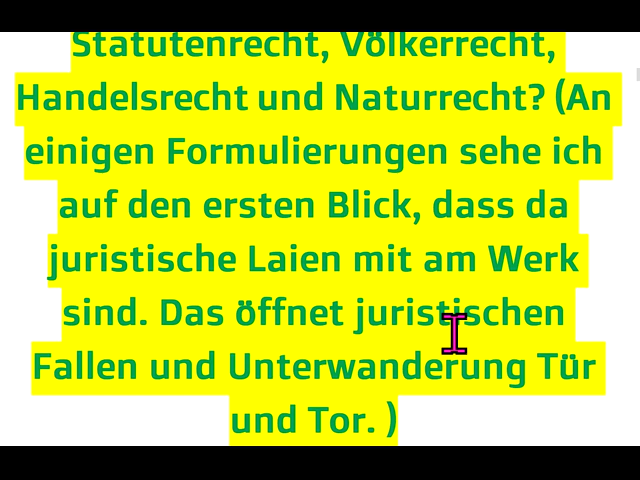 Statutenrecht, Völkerrecht,
Handelsrecht und Naturrecht? (An
einigen Formulierungen sehe ich
auf den ersten Blick, dass da
juristische Laien mit am Werk
sind. Das öffnet juristischen
Fallen und Unterwanderung Tür
und Tor. )